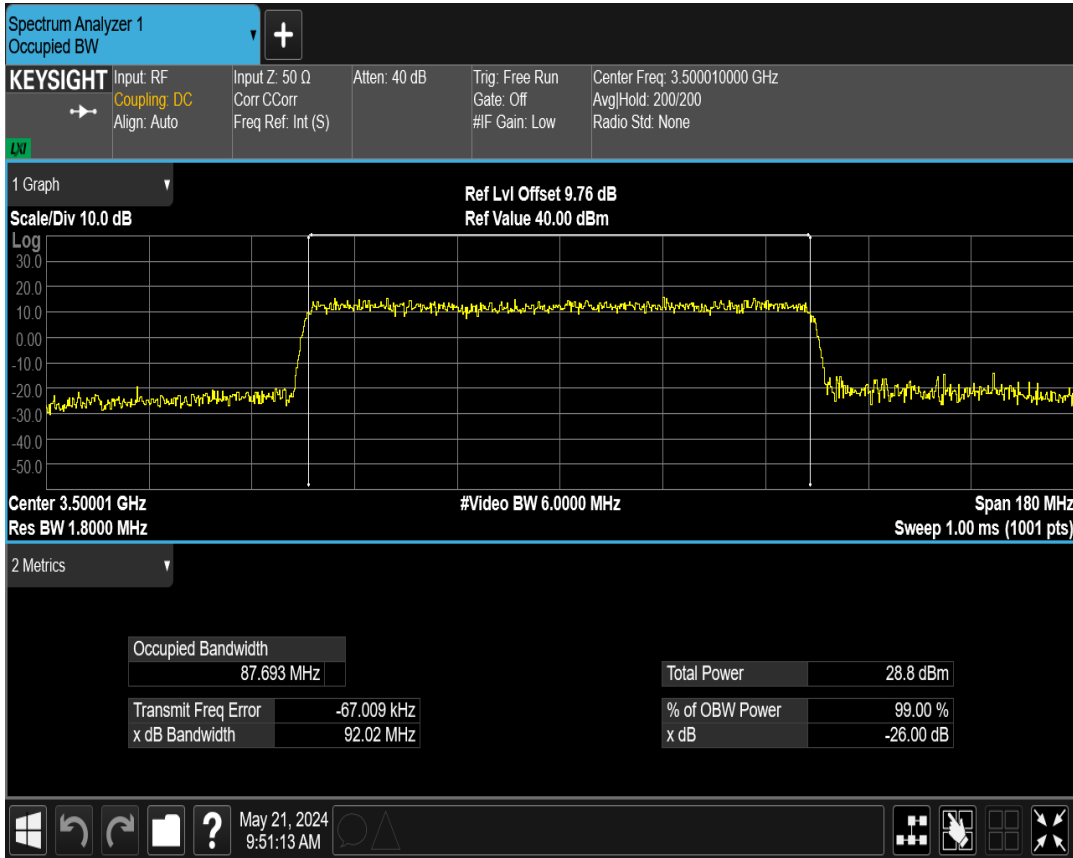 Spectrum Analyzer 1
Occupied BW
KEYSIGHT
LXI
Input: RF
Coupling: DC
Align: Auto
Input Z: 50 Ω
Corr CCorr
Freq Ref: Int (S)
Atten: 40 dB
Trig: Free Run
Gate: Off
#IF Gain: Low
Center Freq: 3.500010000 GHz
Avg|Hold: 200/200
Radio Std: None
1 Graph
Scale/Div 10.0 dB
Ref Lvl Offset 9.76 dB
Ref Value 40.00 dBm
Log
30.0
20.0
10.0
0.00
-10.0
-20.0
-30.0
-40.0
-50.0
Center 3.50001 GHz
#Video BW 6.0000 MHz
Span 180 MHz
Res BW 1.8000 MHz
Sweep 1.00 ms (1001 pts)
2 Metrics
Occupied Bandwidth
87.693 MHz
Transmit Freq Error -67.009 kHz
x dB Bandwidth 92.02 MHz
Total Power 28.8 dBm
% of OBW Power 99.00 %
x dB -26.00 dB
?
May 21, 2024
9:51:13 AM